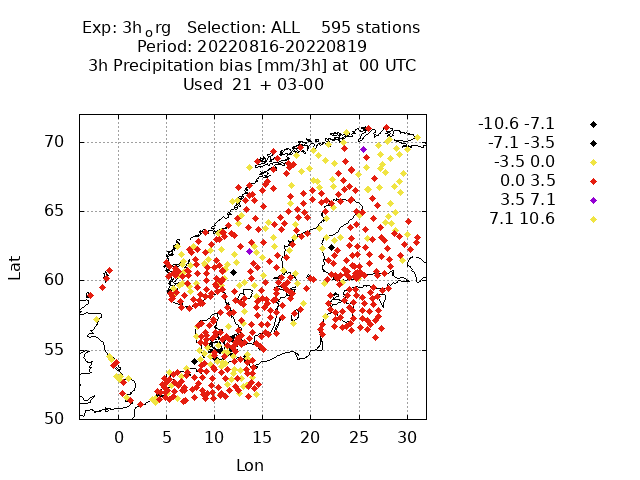 Exp: 3horg Selection: ALL 595 stations
Period: 20220816-20220819
3h Precipitation bias [mm/3h] at 00 UTC
Used 21 + 03-00
-10.6 -7.1
-7.1 -3.5
-3.5 0.0
0.0 3.5
3.5 7.1
7.1 10.6
70
65
60
55
50
Lat
0 5 10 15 20 25 30
Lon